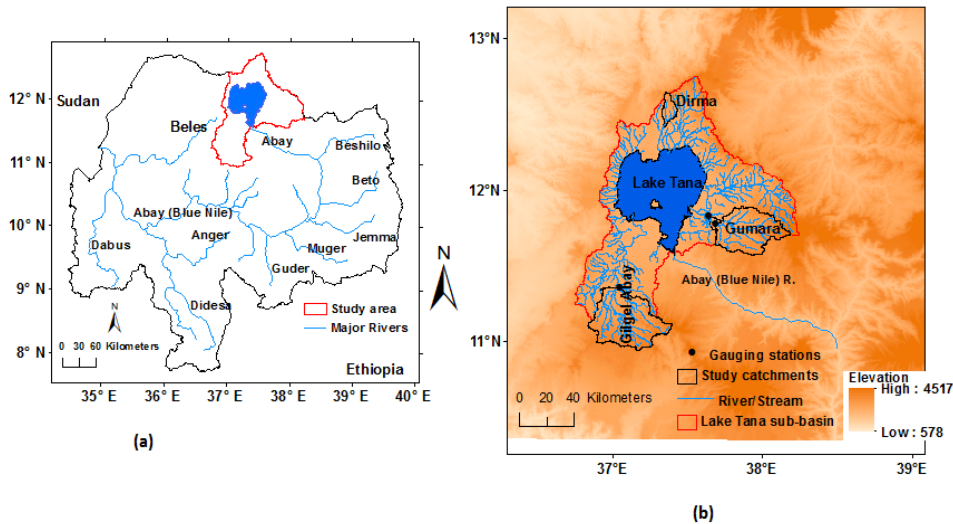 12° N
11° N
10° N
9° N
8° N
Sudan
Beles
Abay
Beshilo
Beto
Abay (Blue Nile)
Anger
Jemma
Dabus
Muger
Guder
Didesa
N
0 30 60 Kilometers
Study area
Major Rivers
Ethiopia
35°E
36°E
37°E
38°E
39°E
40°E
(a)
N
13°N
12°N
11°N
Dirma
Lake Tana
Gumara
Gilgel Abay
Abay (Blue Nile) R.
Gauging stations
Study catchments
River/Stream
Lake Tana sub-basin
0 20 40 Kilometers
Elevation
High : 4517
Low : 578
37°E
38°E
39°E
(b)